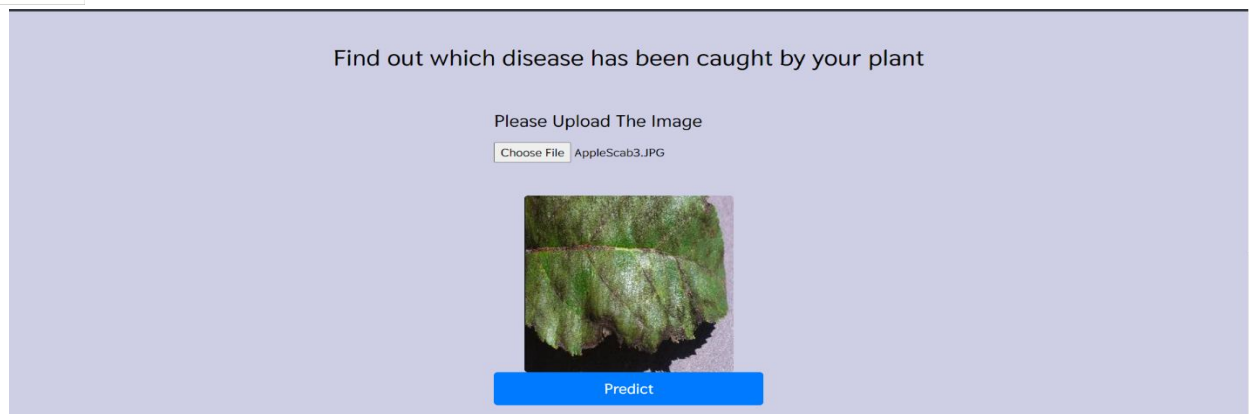 Find out which disease has been caught by your plant
Please Upload The Image
Choose File AppleScab3.JPG
Predict